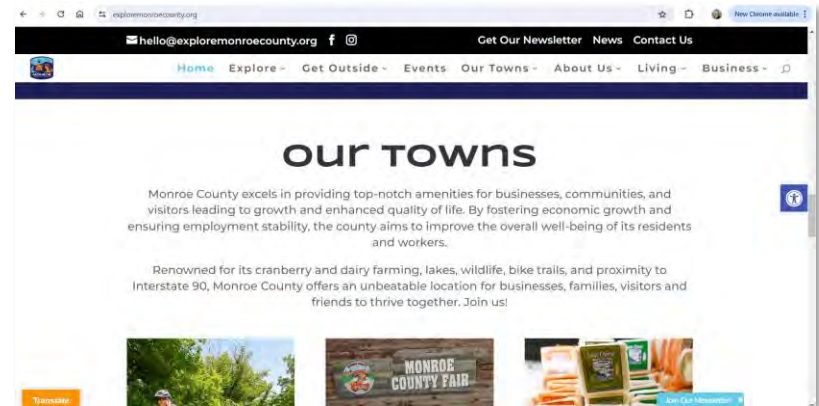 exploremonroecounty.org
New Chrome available
hello@exploremonroecounty.org
Get Our Newsletter News Contact Us
Home Explore Get Outside Events Our Towns About Us Living Business
our Towns
Monroe County excels in providing top-notch amenities for businesses, communities, and
visitors leading to growth and enhanced quality of life. By fostering economic growth and
ensuring employment stability, the county aims to improve the overall well-being of its residents
and workers.
Renowned for its cranberry and dairy farming, lakes, wildlife, bike trails, and proximity to
Interstate 90, Monroe County offers an unbeatable location for businesses, families, visitors and
friends to thrive together. Join us!
MONROE
COUNTY FAIR
Translate
Join Our Newsletter